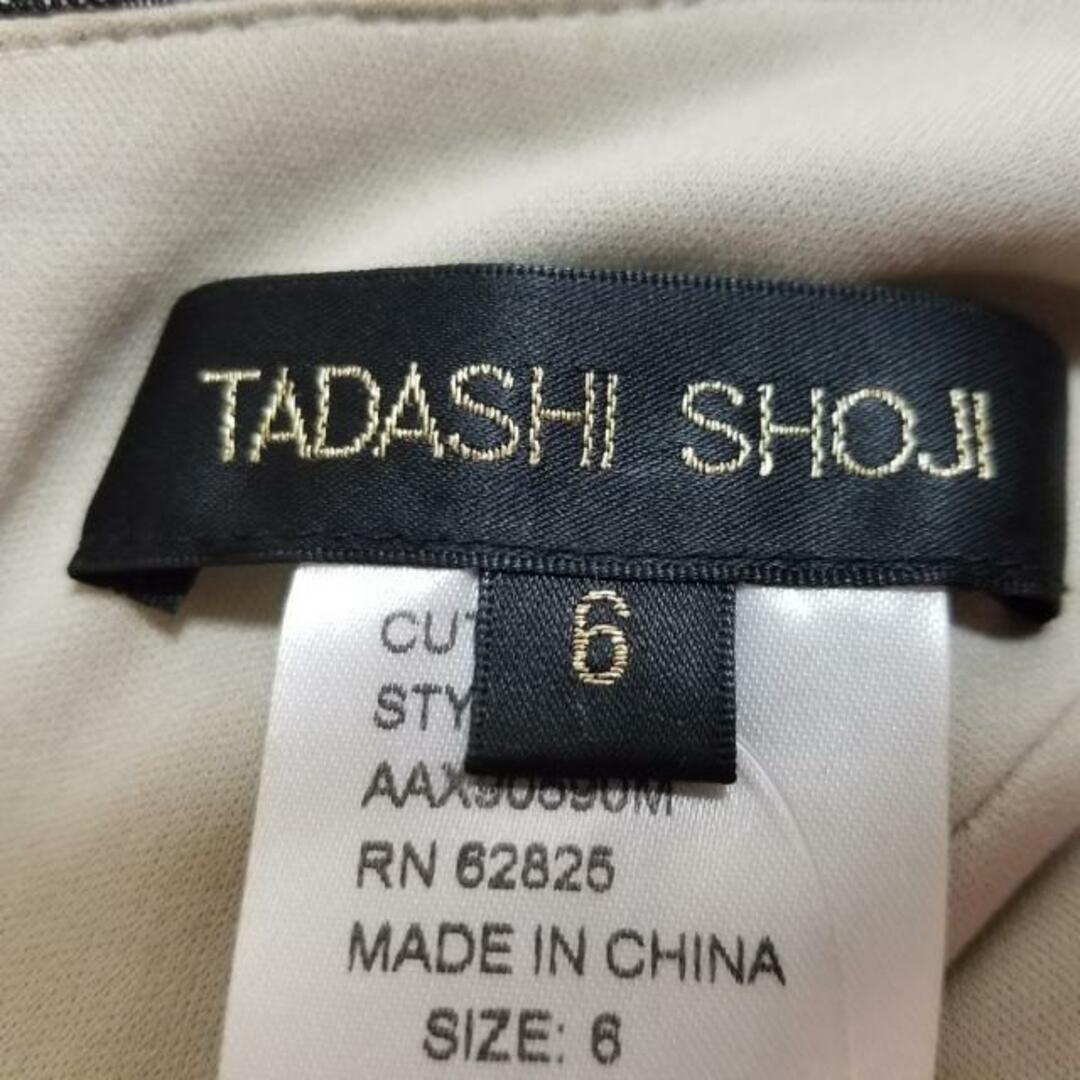 TADASHI SHOJI
6
RN 62825
MADE IN CHINA
SIZE: 6